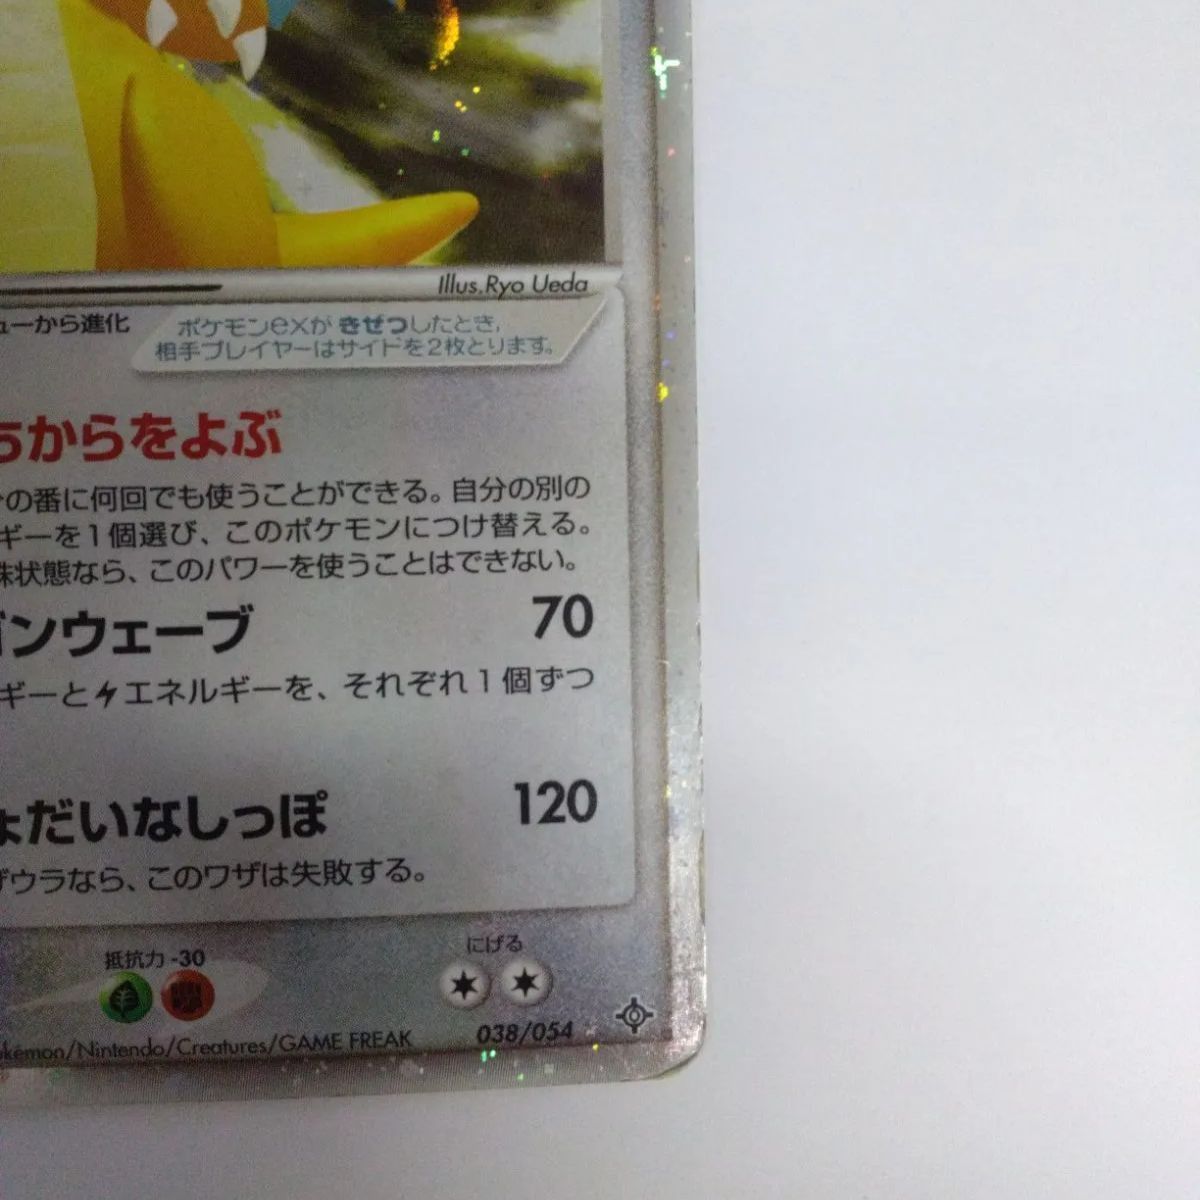 Illus.Ryo Ueda
ューから進化
ポケモンexが きぜつしたとき,
相手プレイヤーはサイドを2枚とります。
ちからをよぶ
の番に何回でも使うことができる。自分の別の
ギーを1個選び、このポケモンにつけ替える。
殊状態なら、このパワーを使うことはできない。
ゴンウェーブ 70
ギーとエネルギーを、それぞれ1個ずつ
ょだいなしっぽ 120
ウラなら、このワザは失敗する。
抵抗力 -30
にげる
okémon/Nintendo/Creatures/GAME FREAK
038/054